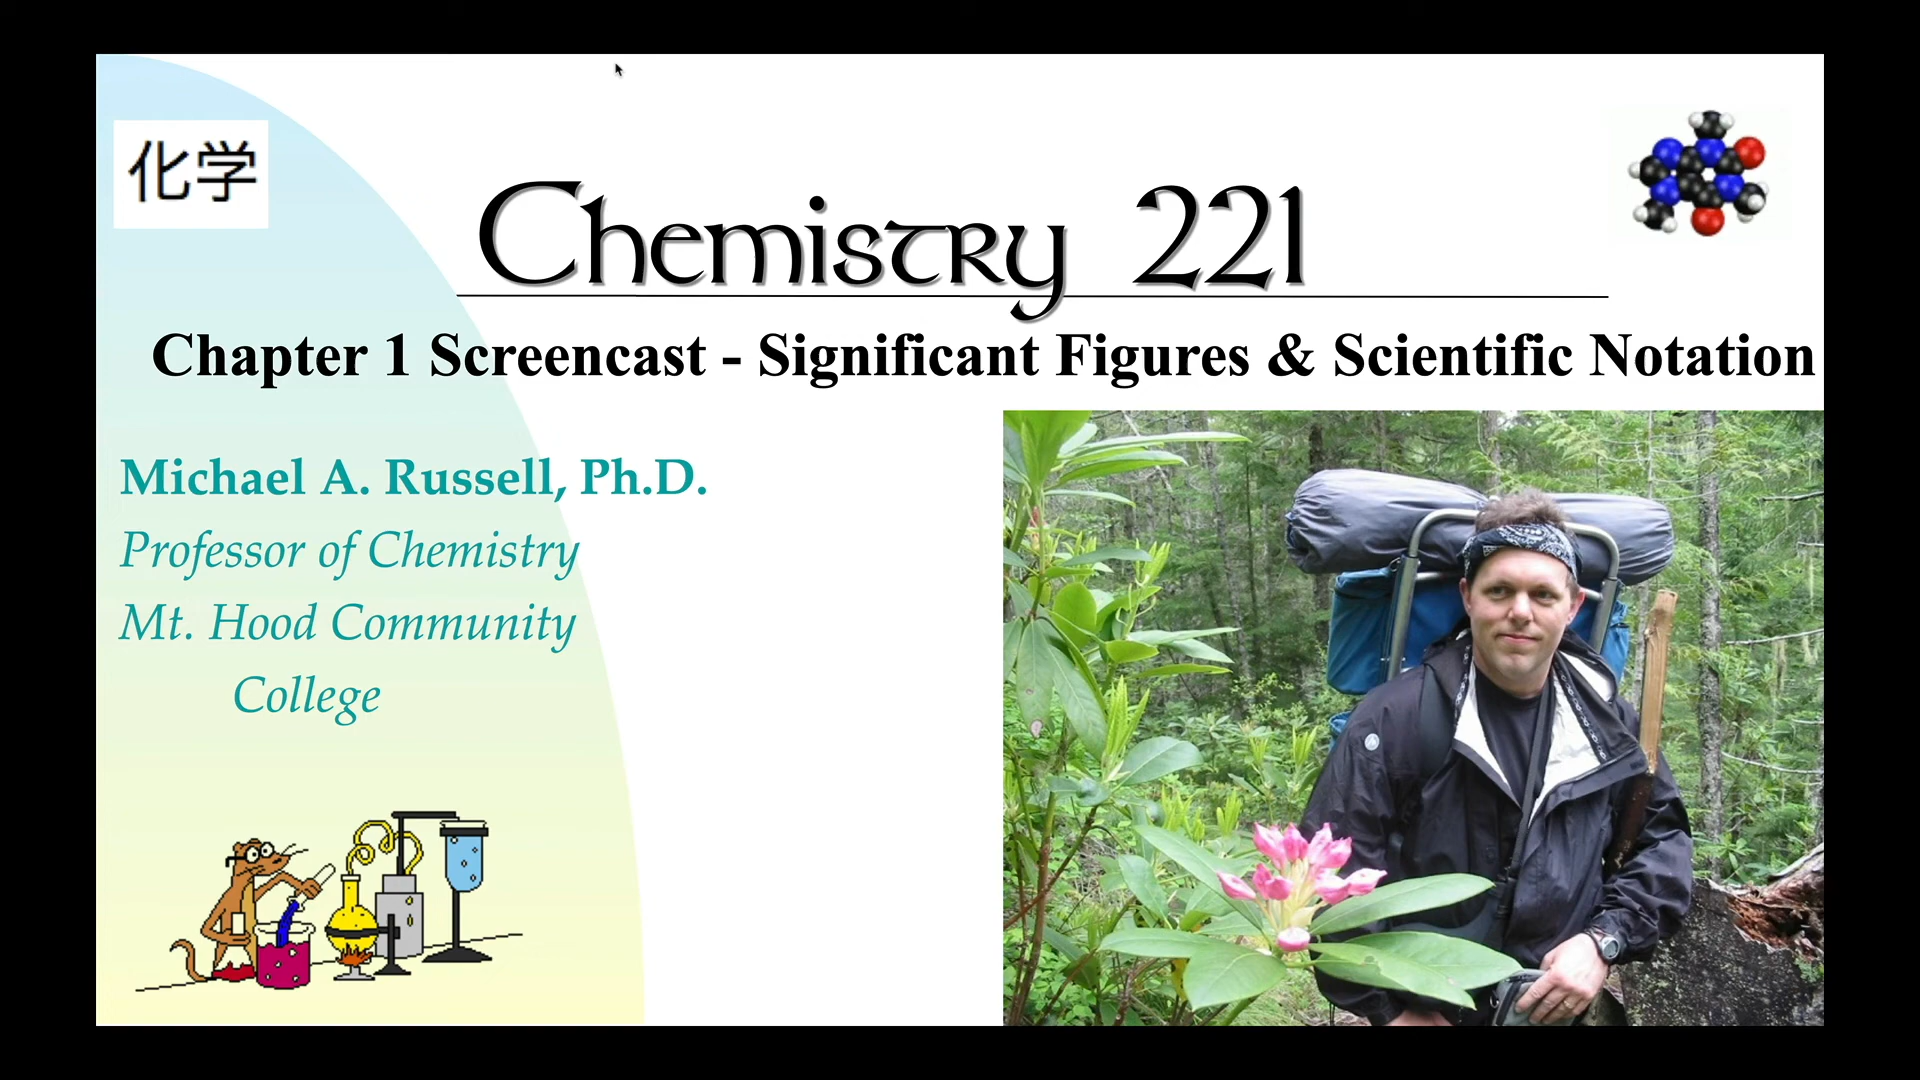 化学
Chemistry 221
Chapter 1 Screencast - Significant Figures & Scientific Notation
Michael A. Russell, Ph.D.
Professor of Chemistry
Mt. Hood Community
College